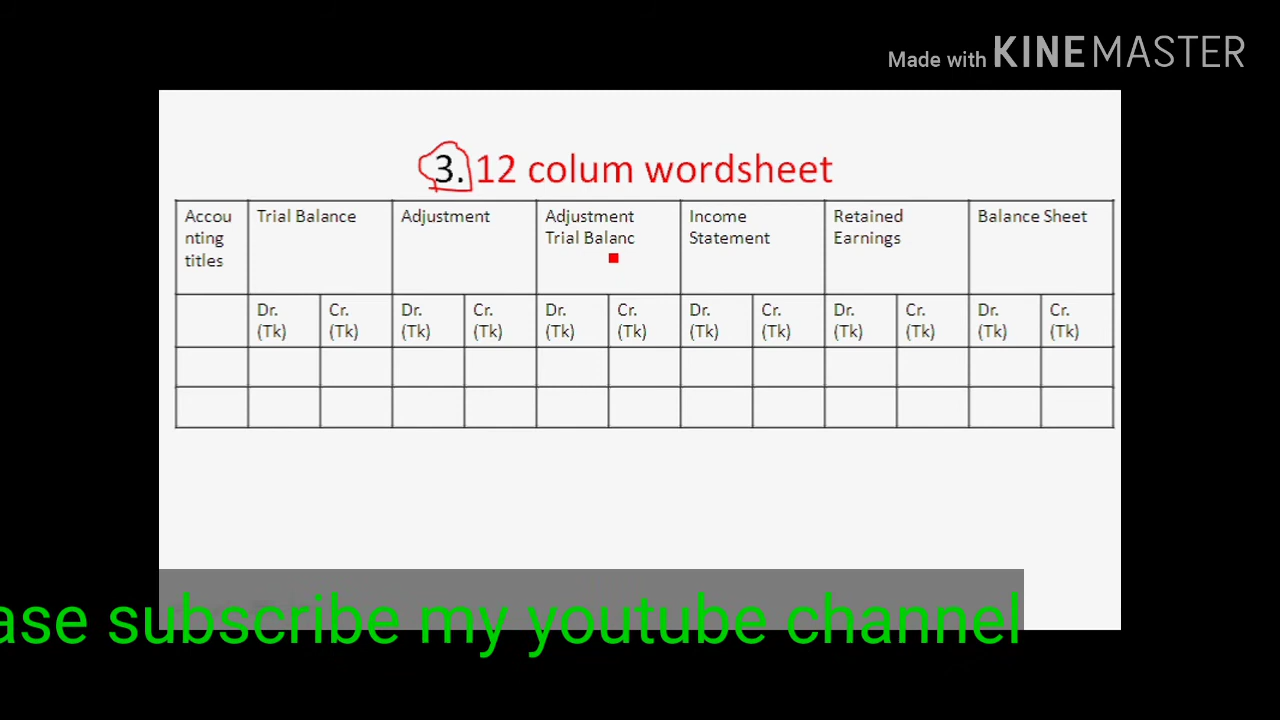 Made with KINEMASTER
3. 12 colum wordsheet
Accou
nting
titles
Trial Balance
Adjustment
Adjustment
Trial Balanc
Income
Statement
Retained
Earnings
Balance Sheet
Dr.
(Tk)
Cr.
(Tk)
Dr.
(Tk)
Cr.
(Tk)
Dr.
(Tk)
Cr.
(Tk)
Dr.
(Tk)
Cr.
(Tk)
Dr.
(Tk)
Cr.
(Tk)
Dr.
(Tk)
Cr.
(Tk)
ase subscribe my youtube channel